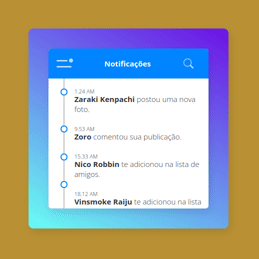 Notificações
1.24 AM
Zaraki Kenpachi postou uma nova
foto.
9:53 AM
Zoro comentou sua publicação.
15:33 AM
Nico Robbin te adicionou na lista de
amigos.
18:12 AM
Vinsmoke Raiju te adicionou na lista